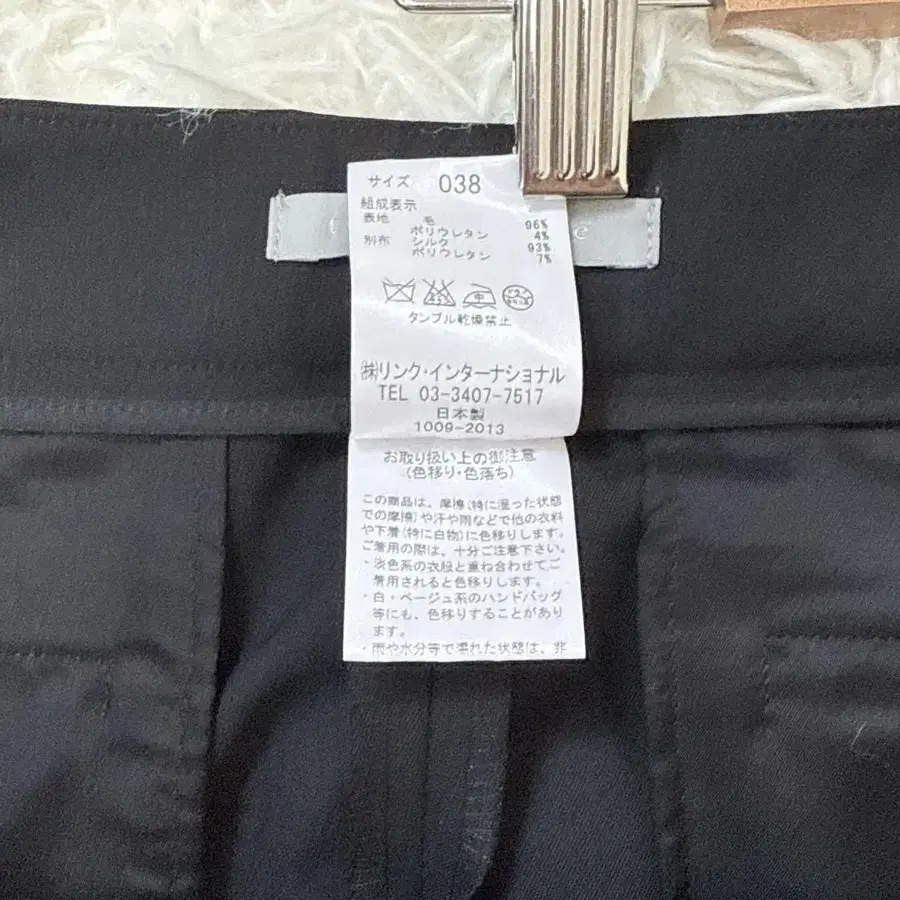 サイズ 038
組成表示
表地 毛 96%
ポリウレタン 4%
別布 シルク 93%
ポリウレタン 7%
中
ドライ
タンブル乾燥禁止
㈱リンク・インターナショナル
TEL 03-3407-7517
日本製
1009-2013
お取り扱い上の御注意
(色移り・色落ち)
この商品は、摩擦(特に湿った状態
での摩擦)や汗や雨などで他の衣料
や下着(特に白物)に色移りします。
ご着用の際は、十分ご注意下さい。
・淡色系の衣服と重ね合わせてご
着用されると色移りします。
・白・ベージュ系のハンドバッグ
等にも、色移りすることがあり
ます。
・雨や水分等で濡れた状態は、非